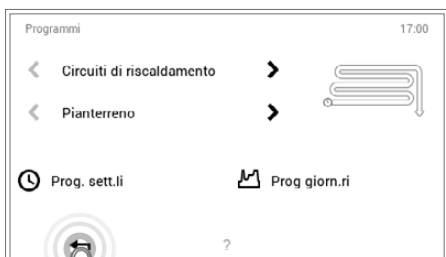 Programmi 17:00
Circuiti di riscaldamento
Pianterreno
Prog. sett.li Prog giorn.ri
?